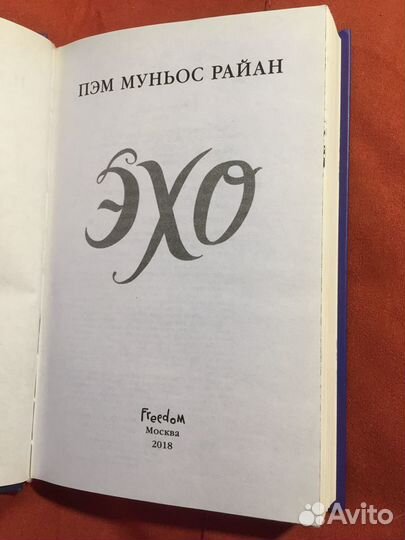 ПЭМ МУНЬОС РАЙАН
ЭХО
Freedom
Москва
2018
Avito